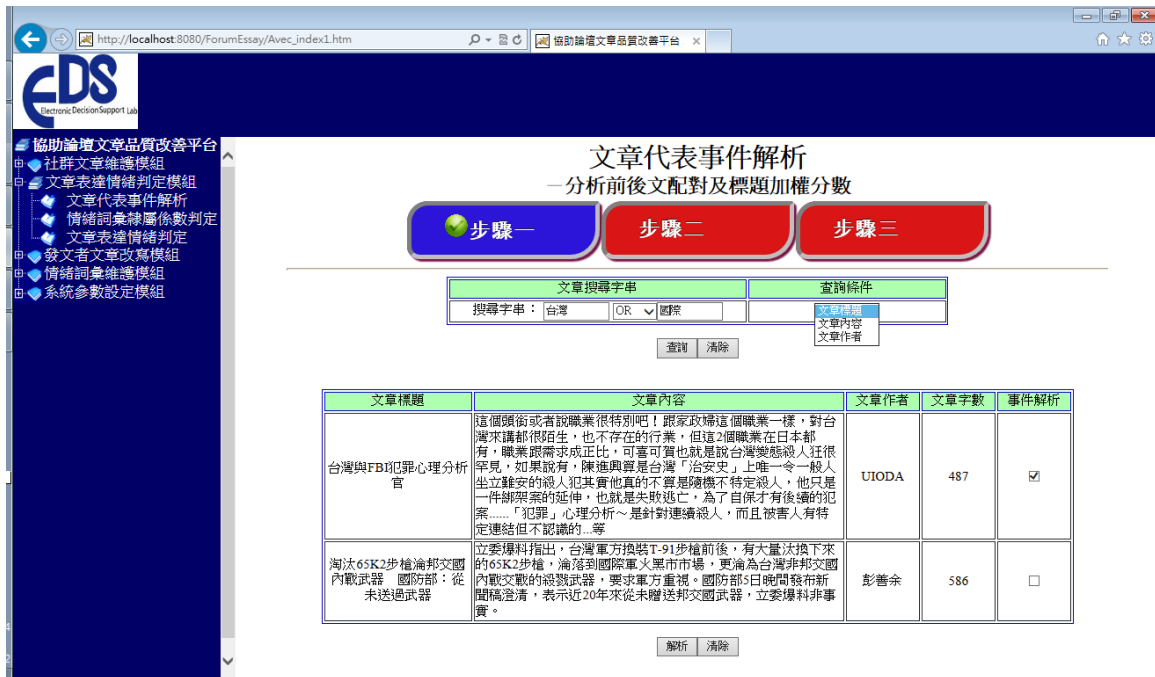 http://localhost:8080/ForumEssay/Avec_index1.htm
協助論壇文章品質改善平台
EDS
Electronic Decision Support Lab
協助論壇文章品質改善平台
社群文章維護模組
文章表達情緒判定模組
文章代表事件解析
情緒詞彙隸屬係數判定
文章表達情緒判定
發文者文章改寫模組
情緒詞彙維護模組
系統參數設定模組
文章代表事件解析
－分析前後文配對及標題加權分數
步驟一
步驟二
步驟三
文章搜尋字串
查詢條件
搜尋字串： 台灣 OR 國際
文章標題
文章內容
文章作者
查詢 清除
文章標題 文章內容 文章作者 文章字數 事件解析
台灣與FBI犯罪心理分析
官
這個頭銜或者說職業很特別吧！跟家政婦這個職業一樣，對台
灣來講都很陌生，也不存在的行業，但這2個職業在日本都
有，職業跟需求成正比，可喜可賀也就是說台灣變態殺人狂很
罕見，如果說有，陳進興算是台灣「治安史」上唯一令一般人
坐立難安的殺人犯其實他真的不算是隨機不特定殺人，他只是
一件綁架案的延伸，也就是失敗逃亡，為了自保才有後續的犯
案......「犯罪」心理分析～是針對連續殺人，而且被害人有特
定連結但不認識的...等
UIODA
487
淘汰65K2步槍淪邦交國
內戰武器 國防部：從
未送過武器
立委爆料指出，台灣軍方換裝T-91步槍前後，有大量汰換下來
的65K2步槍，淪落到國際軍火黑市市場，更淪為台灣非邦交國
內戰交戰的殺戮武器，要求軍方重視。國防部5日晚間發布新
聞稿澄清，表示近20年來從未贈送邦交國武器，立委爆料非事
實。
彭善余
586
解析 清除